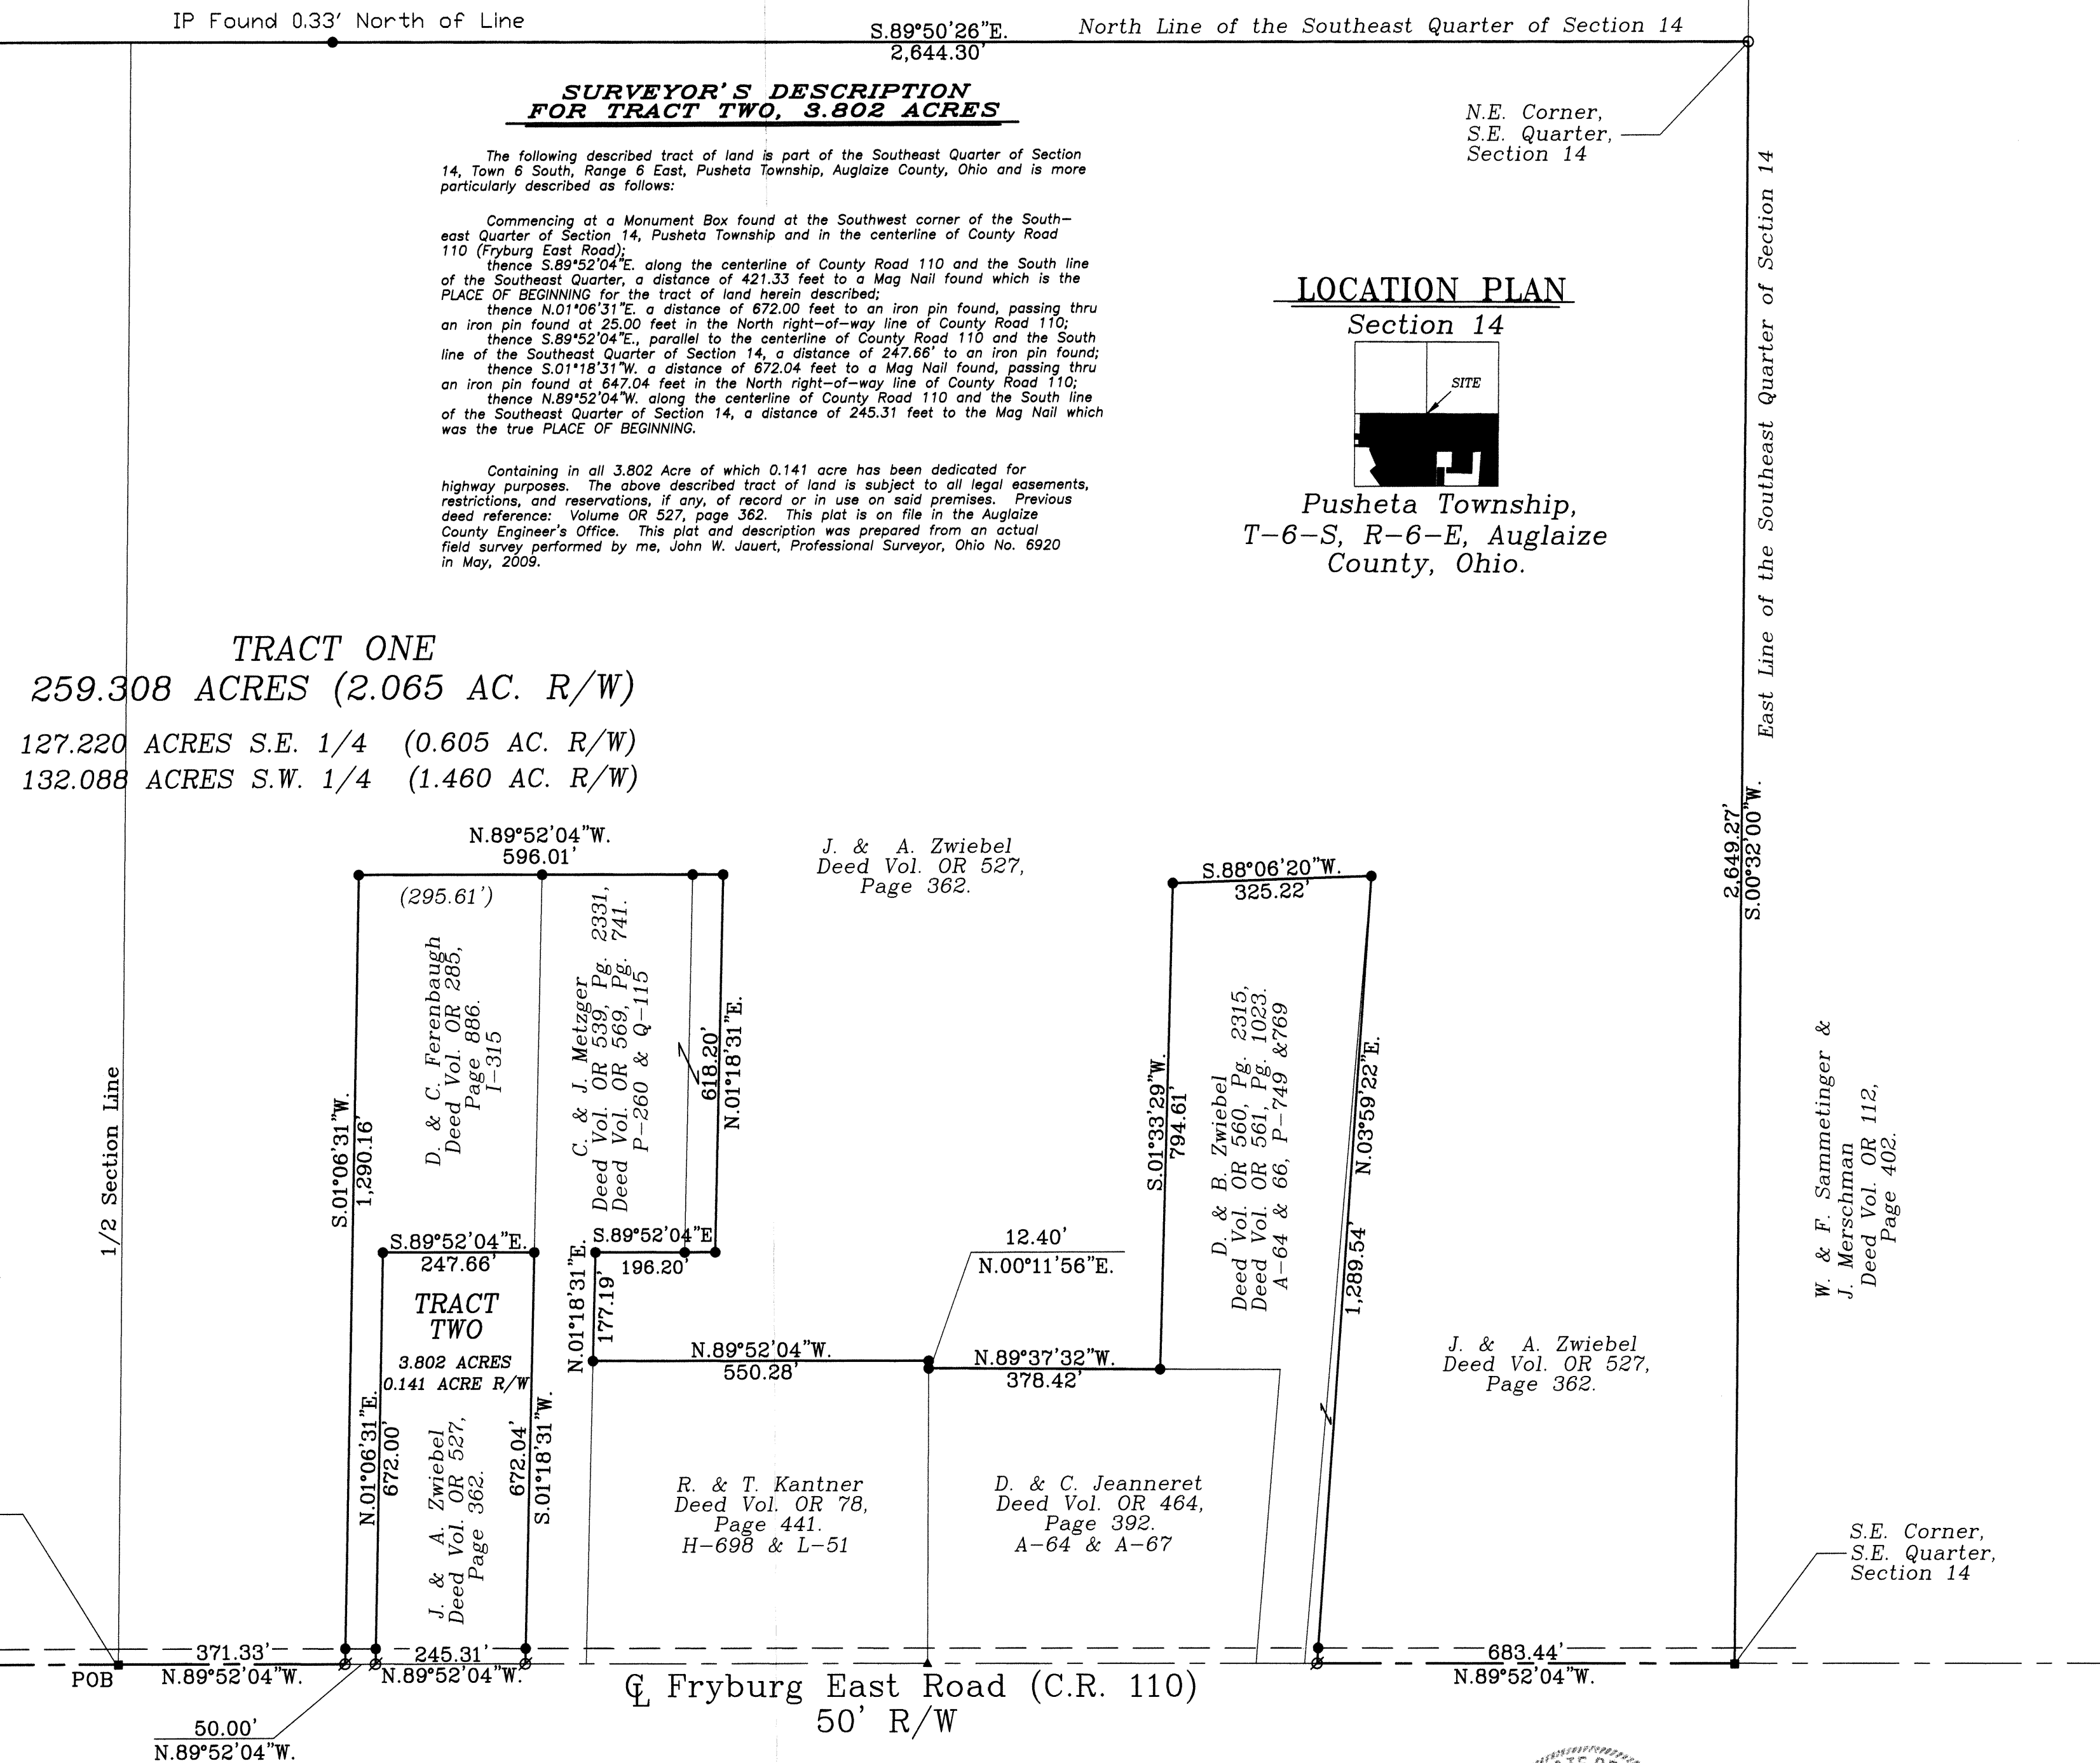 IP Found 0.33' North of Line
S.89°50'26"E.
2,644.30'
North Line of the Southeast Quarter of Section 14
SURVEYOR'S DESCRIPTION
FOR TRACT TWO, 3.802 ACRES
N.E. Corner,
S.E. Quarter,
Section 14
The following described tract of land is part of the Southeast Quarter of Section
14, Town 6 South, Range 6 East, Pusheta Township, Auglaize County, Ohio and is more
particularly described as follows:
Commencing at a Monument Box found at the Southwest corner of the South-
east Quarter of Section 14, Pusheta Township and in the centerline of County Road
110 (Fryburg East Road);
thence S.89°52'04"E. along the centerline of County Road 110 and the South line
of the Southeast Quarter, a distance of 421.33 feet to a Mag Nail found which is the
PLACE OF BEGINNING for the tract of land herein described;
thence N.01°06'31"E. a distance of 672.00 feet to an iron pin found, passing thru
an iron pin found at 25.00 feet in the North right-of-way line of County Road 110;
thence S.89°52'04"E., parallel to the centerline of County Road 110 and the South
line of the Southeast Quarter of Section 14, a distance of 247.66' to an iron pin found;
thence S.01°18'31"W. a distance of 672.04 feet to a Mag Nail found, passing thru
an iron pin found at 647.04 feet in the North right-of-way line of County Road 110;
thence N.89°52'04"W. along the centerline of County Road 110 and the South line
of the Southeast Quarter of Section 14, a distance of 245.31 feet to the Mag Nail which
was the true PLACE OF BEGINNING.
Containing in all 3.802 Acre of which 0.141 acre has been dedicated for
highway purposes. The above described tract of land is subject to all legal easements,
restrictions, and reservations, if any, of record or in use on said premises. Previous
deed reference: Volume OR 527, page 362. This plat is on file in the Auglaize
County Engineer's Office. This plat and description was prepared from an actual
field survey performed by me, John W. Jauert, Professional Surveyor, Ohio No. 6920
in May, 2009.
LOCATION PLAN
Section 14
SITE
Pusheta Township,
T-6-S, R-6-E, Auglaize
County, Ohio.
East Line of the Southeast Quarter of Section 14
2,649.27'
S.00°32'00"W.
TRACT ONE
259.308 ACRES (2.065 AC. R/W)
127.220 ACRES S.E. 1/4 (0.605 AC. R/W)
132.088 ACRES S.W. 1/4 (1.460 AC. R/W)
N.89°52'04"W.
596.01'
(295.61')
J. & A. Zwiebel
Deed Vol. OR 527,
Page 362.
S.88°06'20"W.
325.22'
1/2 Section Line
S.01°06'31"W.
1,290.16'
D. & C. Ferenbaugh
Deed Vol. OR 285,
Page 886.
I-315
C. & J. Metzger
Deed Vol. OR 539, Pg. 2331,
Deed Vol. OR 569, Pg. 741.
P-260 & Q-115
618.20'
N.01°18'31"E.
S.01°33'29"W.
794.61'
D. & B. Zwiebel
Deed Vol. OR 560, Pg. 2315,
Deed Vol. OR 561, Pg. 1023.
A-64 & 66, P-749 &769
N.03°59'22"E.
1,289.54'
W. & F. Sammetinger &
J. Merschman
Deed Vol. OR 112,
Page 402.
S.89°52'04"E.
247.66'
S.89°52'04"E
196.20'
N.01°18'31"E.
177.19'
12.40'
N.00°11'56"E.
TRACT
TWO
3.802 ACRES
0.141 ACRE R/W
N.89°52'04"W.
550.28'
N.89°37'32"W.
378.42'
J. & A. Zwiebel
Deed Vol. OR 527,
Page 362.
N.01°06'31"E.
672.00'
J. & A. Zwiebel
Deed Vol. OR 527,
Page 362.
672.04'
S.01°18'31"W.
R. & T. Kantner
Deed Vol. OR 78,
Page 441.
H-698 & L-51
D. & C. Jeanneret
Deed Vol. OR 464,
Page 392.
A-64 & A-67
S.E. Corner,
S.E. Quarter,
Section 14
POB
371.33'
N.89°52'04"W.
245.31'
N.89°52'04"W.
683.44'
N.89°52'04"W.
50.00'
N.89°52'04"W.
℄ Fryburg East Road (C.R. 110)
50' R/W